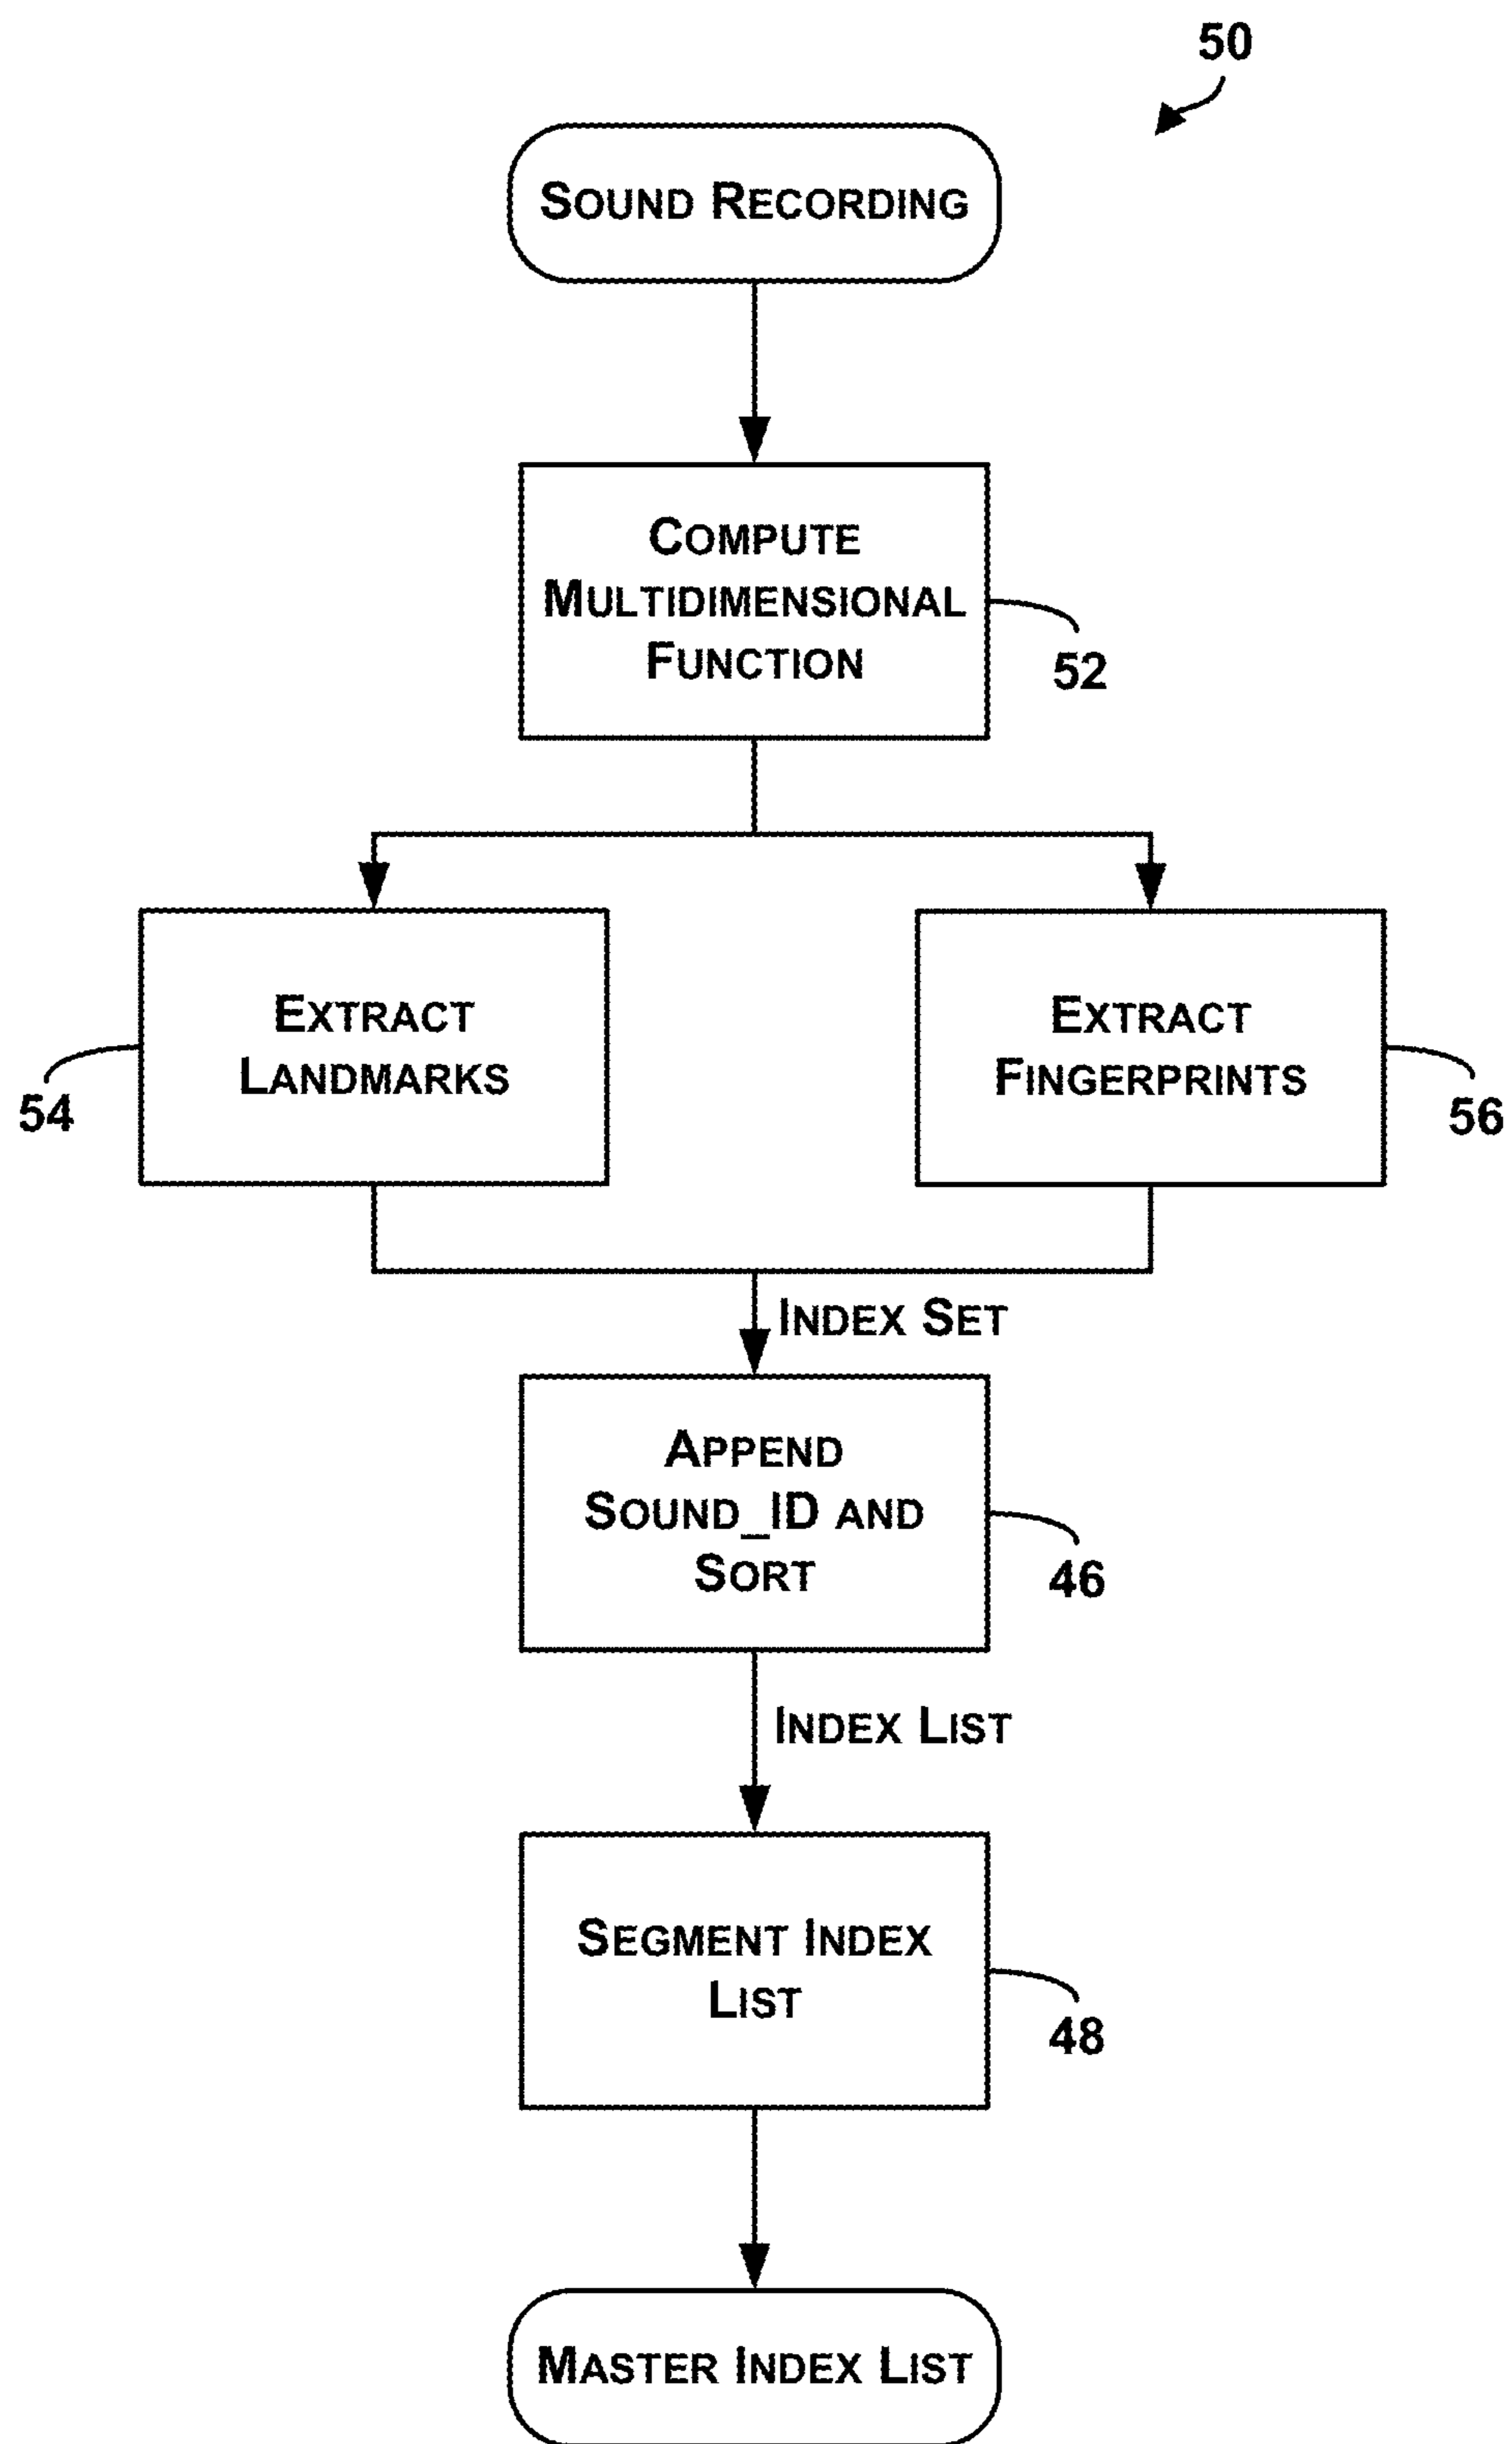 50
SOUND RECORDING
COMPUTE
MULTIDIMENSIONAL
FUNCTION
52
EXTRACT
LANDMARKS
54
EXTRACT
FINGERPRINTS
56
INDEX SET
APPEND
SOUND_ID AND
SORT
46
INDEX LIST
SEGMENT INDEX
LIST
48
MASTER INDEX LIST